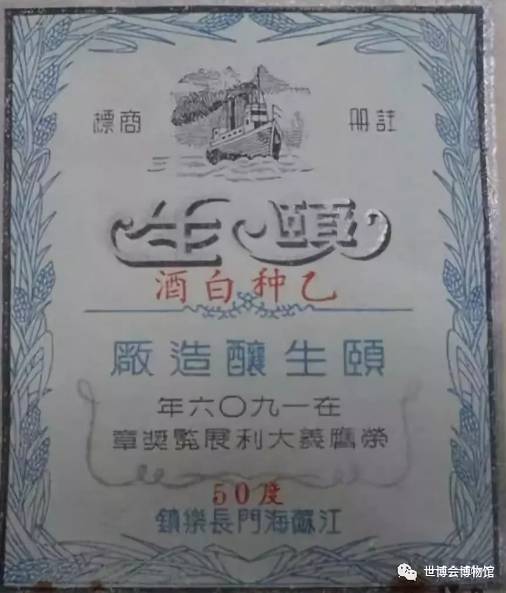 註冊 商標
頤生
乙种白酒
頤生釀造廠
在一九〇六年
榮膺義大利展覧奬章
50度
江蘇海門長樂鎮
世博会博物馆